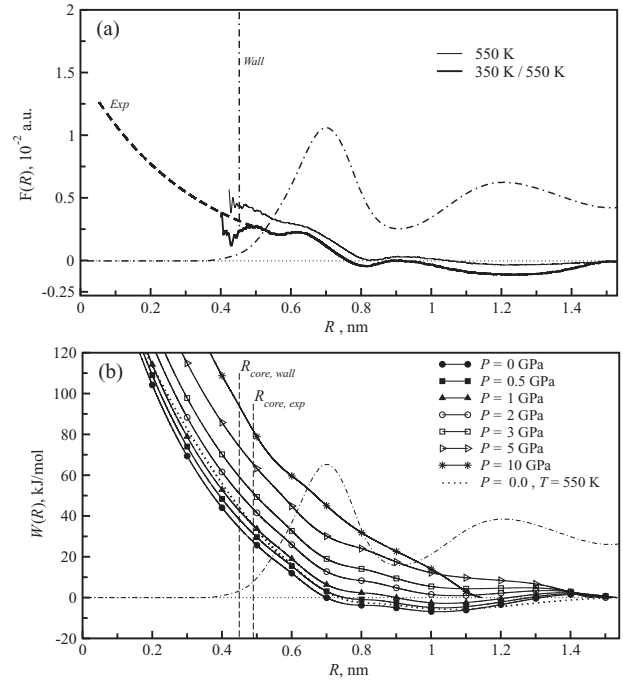 (a)
2
1.5
1
0.5
0
-0.25
F(R), 10⁻² a.u.
Wall
Exp
550 K
350 K / 550 K
0 0.2 0.4 0.6 0.8 1 1.2 1.4
R , nm
(b)
120
100
80
60
40
20
0
-20
W(R), kJ/mol
R core, wall
R core, exp
P = 0 GPa
P = 0.5 GPa
P = 1 GPa
P = 2 GPa
P = 3 GPa
P = 5 GPa
P = 10 GPa
P = 0.0 , T = 550 K
0.2 0.4 0.6 0.8 1 1.2 1.4
R, nm